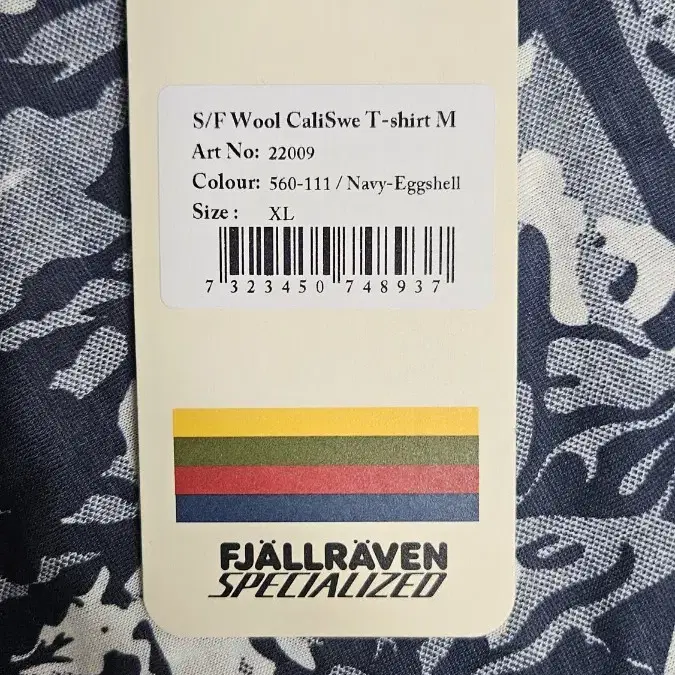 S/F Wool CaliSwe T-shirt M
Art No: 22009
Colour: 560-111 / Navy-Eggshell
Size : XL
7 323450 748937
FJÄLLRÄVEN
SPECIALIZED